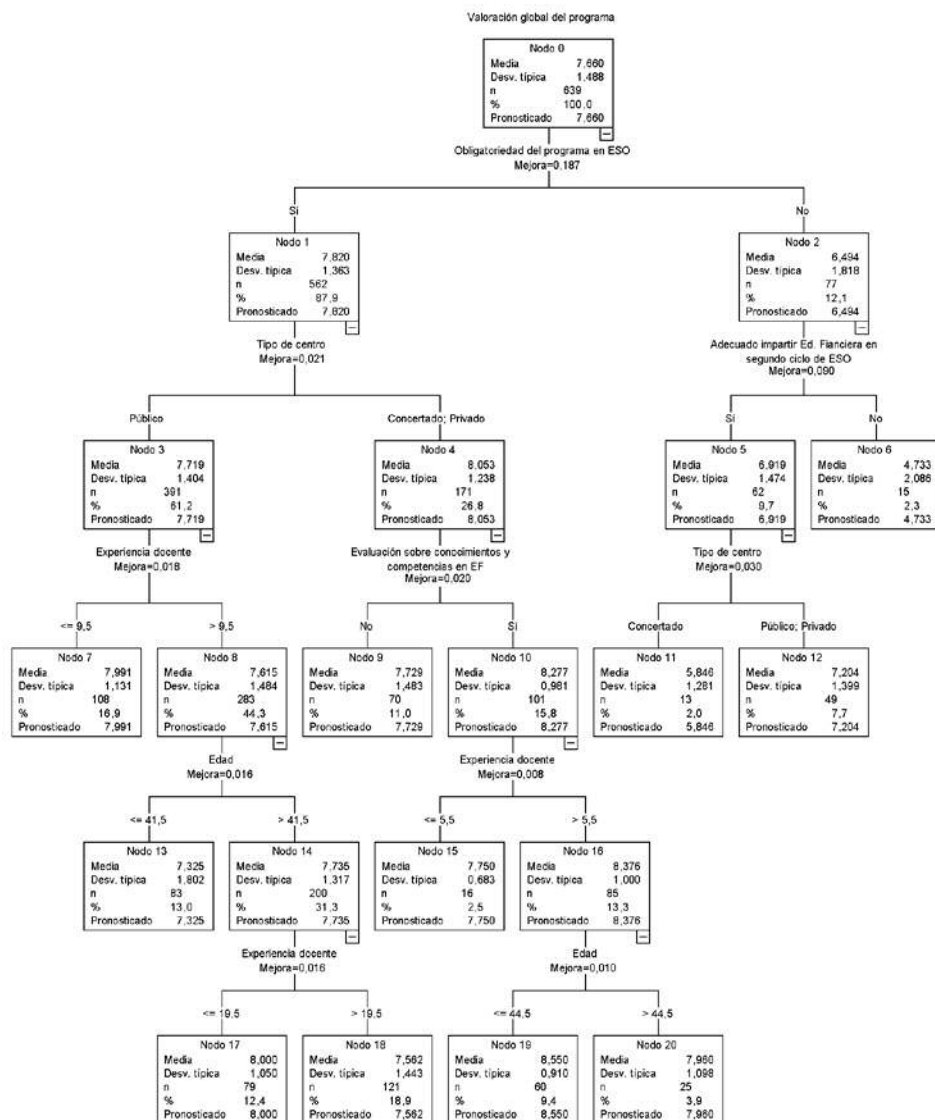 Valoración global del programa
Nodo 0
Media 7,660
Desv. típica 1,488
n 639
% 100,0
Pronosticado 7,660
Obligatoriedad del programa en ESO
Mejora=0,187
Sí
No
Nodo 1
Media 7,820
Desv. típica 1,363
n 562
% 87,9
Pronosticado 7,820
Nodo 2
Media 6,494
Desv. típica 1,818
n 77
% 12,1
Pronosticado 6,494
Tipo de centro
Mejora=0,021
Adecuado impartir Ed. Fianciera en
segundo ciclo de ESO
Mejora=0,090
Público
Concertado; Privado
Sí
No
Nodo 3
Media 7,719
Desv. típica 1,404
n 391
% 61,2
Pronosticado 7,719
Nodo 4
Media 8,053
Desv. típica 1,238
n 171
% 26,8
Pronosticado 8,053
Nodo 5
Media 6,919
Desv. típica 1,474
n 62
% 9,7
Pronosticado 6,919
Nodo 6
Media 4,733
Desv. típica 2,086
n 15
% 2,3
Pronosticado 4,733
Experiencia docente
Mejora=0,018
Evaluación sobre conocimientos y
competencias en EF
Mejora=0,020
Tipo de centro
Mejora=0,030
<= 9,5
> 9,5
No
Sí
Concertado
Público; Privado
Nodo 7
Media 7,991
Desv. típica 1,131
n 108
% 16,9
Pronosticado 7,991
Nodo 8
Media 7,615
Desv. típica 1,484
n 283
% 44,3
Pronosticado 7,615
Nodo 9
Media 7,729
Desv. típica 1,483
n 70
% 11,0
Pronosticado 7,729
Nodo 10
Media 8,277
Desv. típica 0,981
n 101
% 15,8
Pronosticado 8,277
Nodo 11
Media 5,846
Desv. típica 1,281
n 13
% 2,0
Pronosticado 5,846
Nodo 12
Media 7,204
Desv. típica 1,399
n 49
% 7,7
Pronosticado 7,204
Edad
Mejora=0,016
Experiencia docente
Mejora=0,008
<= 41,5
> 41,5
<= 5,5
> 5,5
Nodo 13
Media 7,325
Desv. típica 1,802
n 83
% 13,0
Pronosticado 7,325
Nodo 14
Media 7,735
Desv. típica 1,317
n 200
% 31,3
Pronosticado 7,735
Nodo 15
Media 7,750
Desv. típica 0,683
n 16
% 2,5
Pronosticado 7,750
Nodo 16
Media 8,376
Desv. típica 1,000
n 85
% 13,3
Pronosticado 8,376
Experiencia docente
Mejora=0,016
Edad
Mejora=0,010
<= 19,5
> 19,5
<= 44,5
> 44,5
Nodo 17
Media 8,000
Desv. típica 1,050
n 79
% 12,4
Pronosticado 8,000
Nodo 18
Media 7,562
Desv. típica 1,443
n 121
% 18,9
Pronosticado 7,562
Nodo 19
Media 8,550
Desv. típica 0,910
n 60
% 9,4
Pronosticado 8,550
Nodo 20
Media 7,960
Desv. típica 1,098
n 25
% 3,9
Pronosticado 7,960